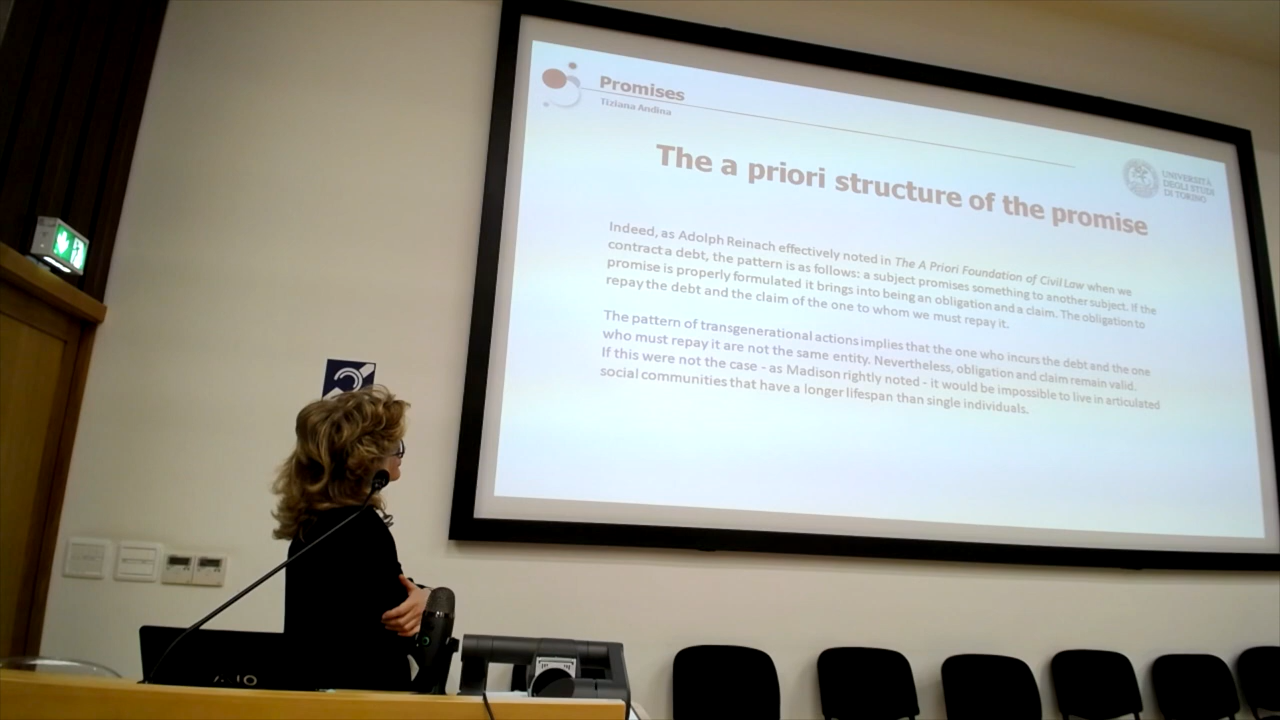 Promises
Tiziana Andina
The a priori structure of the promise
UNIVERSITÀ
DEGLI STUDI
DI TORINO
Indeed, as Adolph Reinach effectively noted in The A Priori Foundation of Civil Law when we
contract a debt, the pattern is as follows: a subject promises something to another subject. If the
promise is properly formulated it brings into being an obligation and a claim. The obligation to
repay the debt and the claim of the one to whom we must repay it.
The pattern of transgenerational actions implies that the one who incurs the debt and the one
who must repay it are not the same entity. Nevertheless, obligation and claim remain valid.
If this were not the case - as Madison rightly noted - it would be impossible to live in articulated
social communities that have a longer lifespan than single individuals.